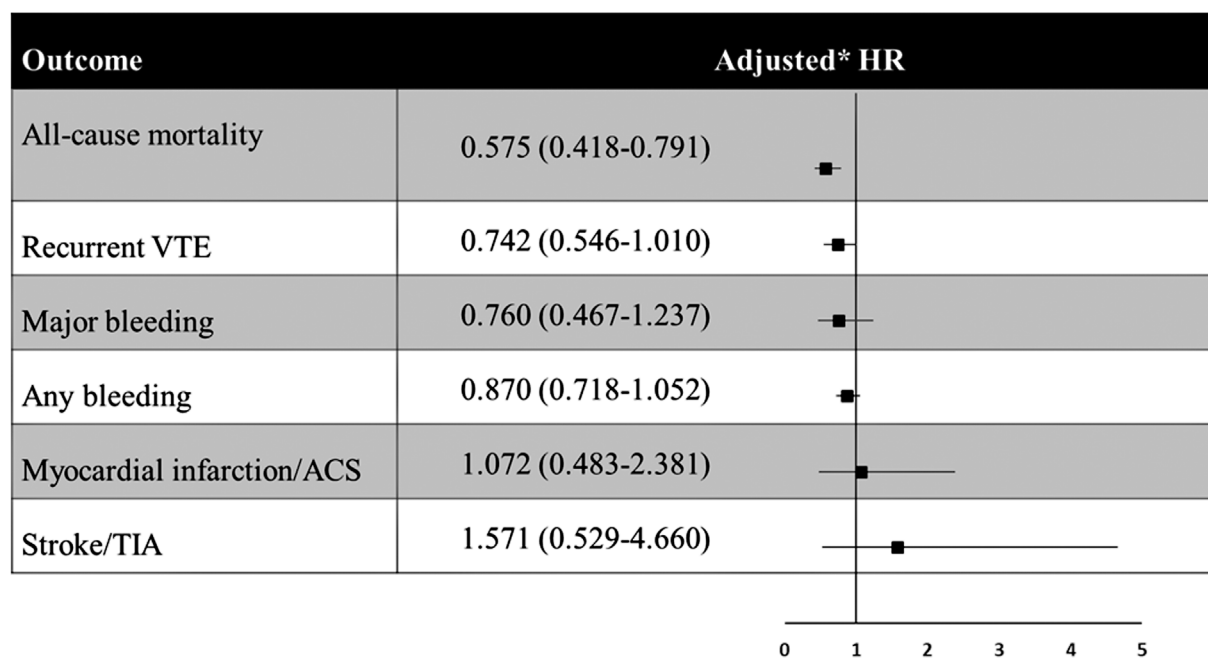 Outcome Adjusted* HR
All-cause mortality 0.575 (0.418-0.791)
Recurrent VTE 0.742 (0.546-1.010)
Major bleeding 0.760 (0.467-1.237)
Any bleeding 0.870 (0.718-1.052)
Myocardial infarction/ACS 1.072 (0.483-2.381)
Stroke/TIA 1.571 (0.529-4.660)
0 1 2 3 4 5